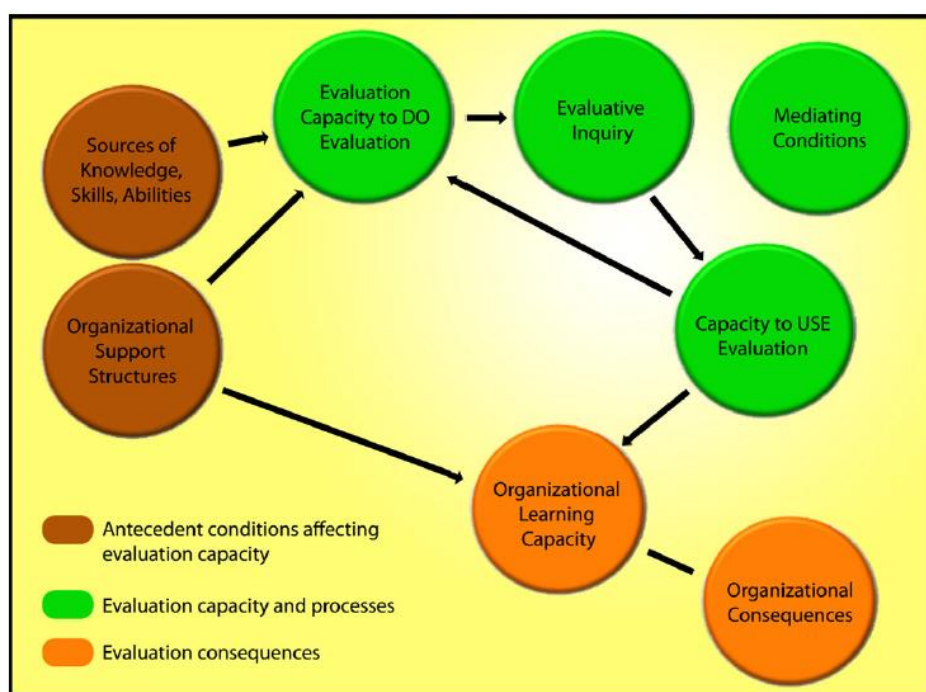 Evaluation
Capacity to DO
Evaluation
Evaluative
Inquiry
Mediating
Conditions
Sources of
Knowledge,
Skills, Abilities
Organizational
Support
Structures
Capacity to USE
Evaluation
Organizational
Learning
Capacity
Organizational
Consequences
Antecedent conditions affecting
evaluation capacity
Evaluation capacity and processes
Evaluation consequences